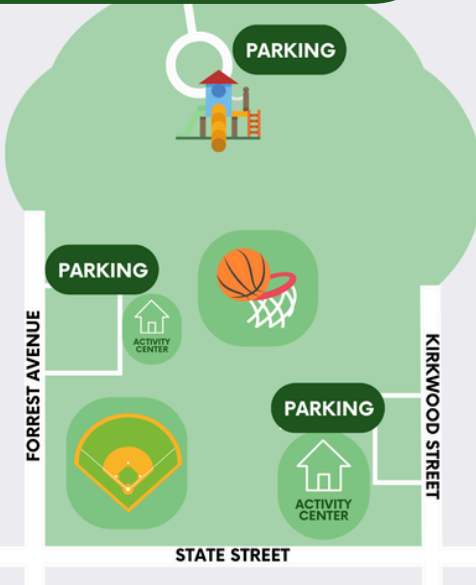 PARKING
PARKING
ACTIVITY
CENTER
FORREST AVENUE
KIRKWOOD STREET
PARKING
ACTIVITY
CENTER
STATE STREET